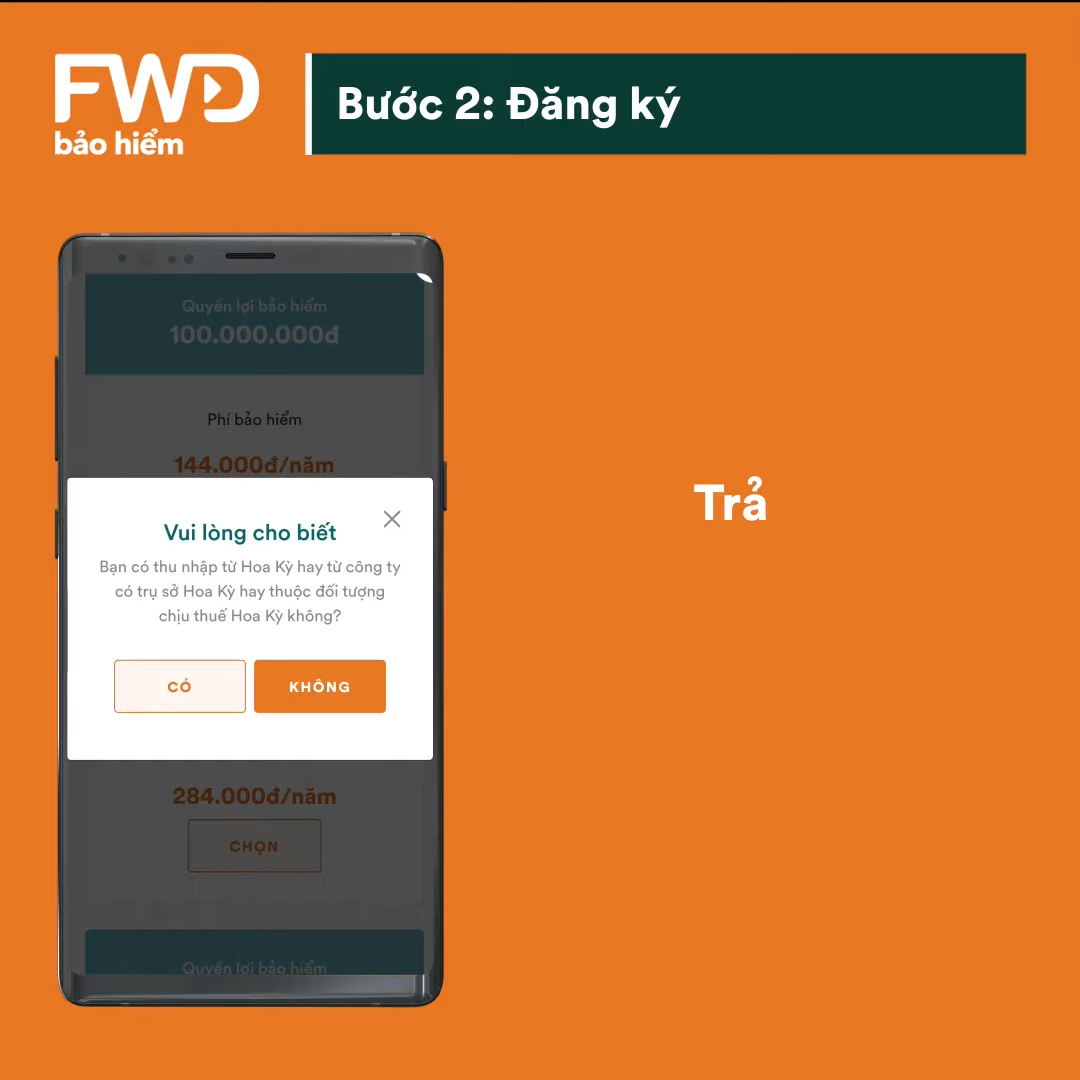 FWD
bảo hiểm
Bước 2: Đăng ký
Quyền lợi bảo hiểm
100.000.000đ
Phí bảo hiểm
144.000đ/năm
Vui lòng cho biết
Bạn có thu nhập từ Hoa Kỳ hay từ công ty
có trụ sở Hoa Kỳ hay thuộc đối tượng
chịu thuế Hoa Kỳ không?
CÓ
KHÔNG
284.000đ/năm
CHỌN
Quyền lợi bảo hiểm
Trả